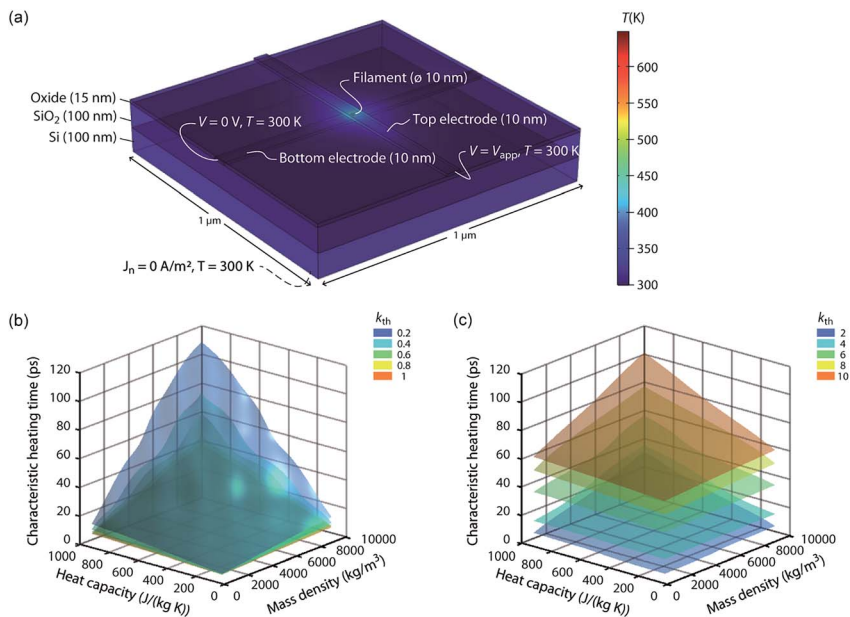 (a)
T(K)
Filament (ø 10 nm)
Oxide (15 nm)
SiO₂ (100 nm)
Si (100 nm)
V = 0 V, T = 300 K
Top electrode (10 nm)
Bottom electrode (10 nm)
V = Vapp, T = 300 K
1 µm
1 µm
Jn = 0 A/m², T = 300 K
600
550
500
450
400
350
300
(b)
kth
0.2
0.4
0.6
0.8
1
Characteristic heating time (ps)
120
100
80
60
40
20
0
1000
800
600
400
200
0
Heat capacity (J/(kg K))
0
2000
4000
6000
8000
10000
Mass density (kg/m³)
(c)
kth
2
4
6
8
10
Characteristic heating time (ps)
120
100
80
60
40
20
0
1000
800
600
400
200
0
Heat capacity (J/(kg K))
0
2000
4000
6000
8000
10000
Mass density (kg/m³)